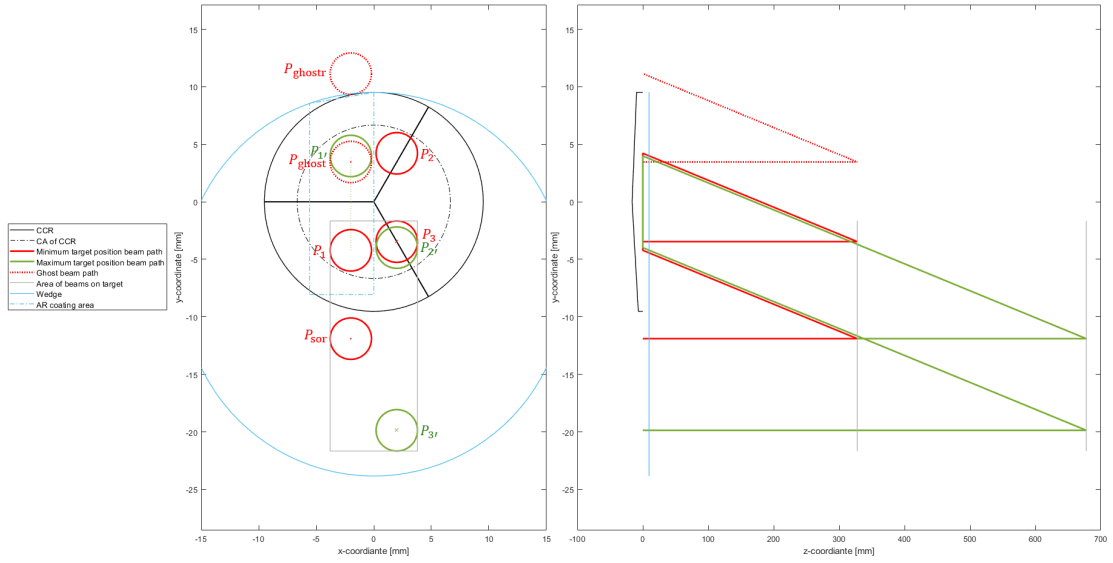 CCR
CA of CCR
Minimum target position beam path
Maximum target position beam path
Ghost beam path
Area of beams on target
Wedge
AR coating area
y-coordinate [mm]
10
5
0
-5
-10
-15
-20
-25
P_ghostr
P_1′
P_ghost
P_2
P_1
P_3
P_2′
P_sor
P_3′
-15
-10
-5
0
5
10
15
x-coordiante [mm]
y-coordinate [mm]
15
10
5
0
-5
-10
-15
-20
-25
-100
0
100
200
300
400
500
600
700
z-coordiante [mm]
15